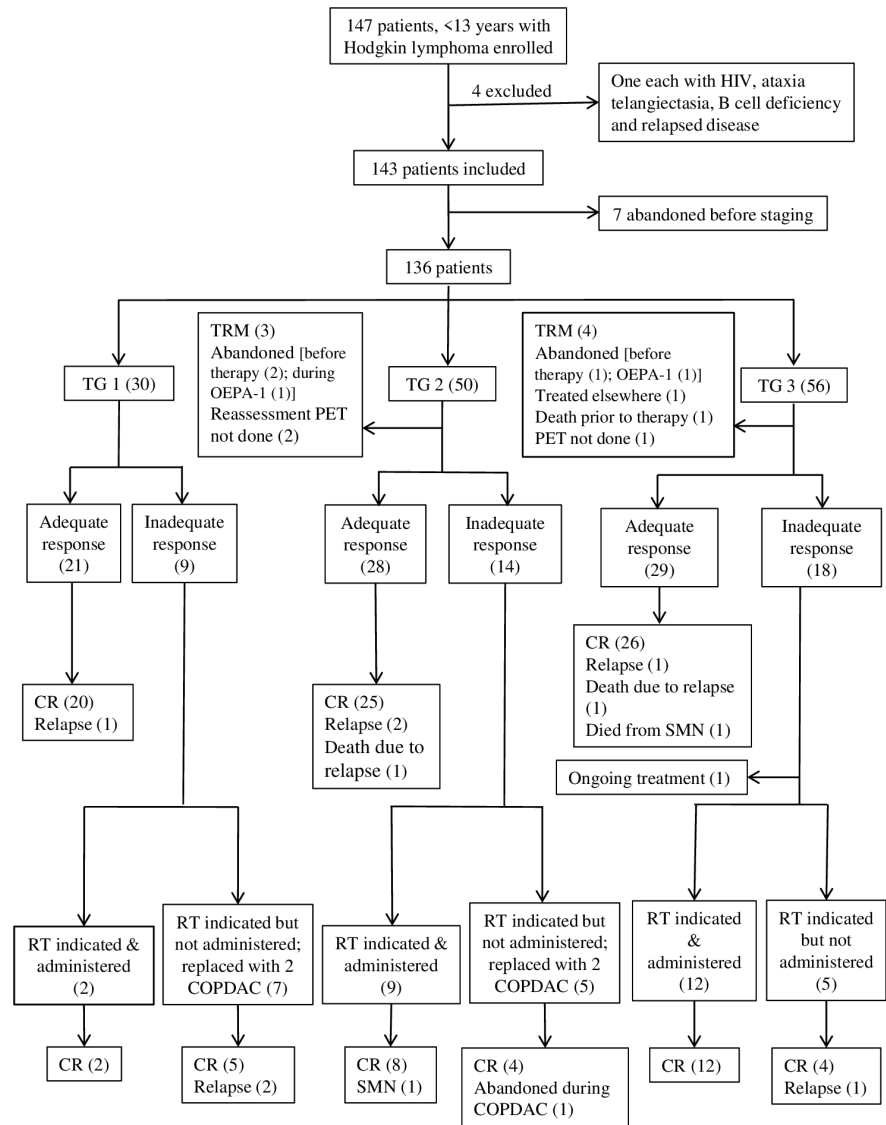 147 patients, <13 years with
Hodgkin lymphoma enrolled
4 excluded
One each with HIV, ataxia
telangiectasia, B cell deficiency
and relapsed disease
143 patients included
7 abandoned before staging
136 patients
TG 1 (30)
TRM (3)
Abandoned [before
therapy (2); during
OEPA-1 (1)]
Reassessment PET
not done (2)
TG 2 (50)
TRM (4)
Abandoned [before
therapy (1); OEPA-1 (1)]
Treated elsewhere (1)
Death prior to therapy (1)
PET not done (1)
TG 3 (56)
Adequate
response
(21)
Inadequate
response
(9)
Adequate
response
(28)
Inadequate
response
(14)
Adequate
response
(29)
Inadequate
response
(18)
CR (20)
Relapse (1)
CR (25)
Relapse (2)
Death due to
relapse (1)
CR (26)
Relapse (1)
Death due to relapse
(1)
Died from SMN (1)
Ongoing treatment (1)
RT indicated &
administered
(2)
RT indicated but
not administered;
replaced with 2
COPDAC (7)
RT indicated &
administered
(9)
RT indicated but
not administered;
replaced with 2
COPDAC (5)
RT indicated
&
administered
(12)
RT indicated
but not
administered
(5)
CR (2)
CR (5)
Relapse (2)
CR (8)
SMN (1)
CR (4)
Abandoned during
COPDAC (1)
CR (12)
CR (4)
Relapse (1)